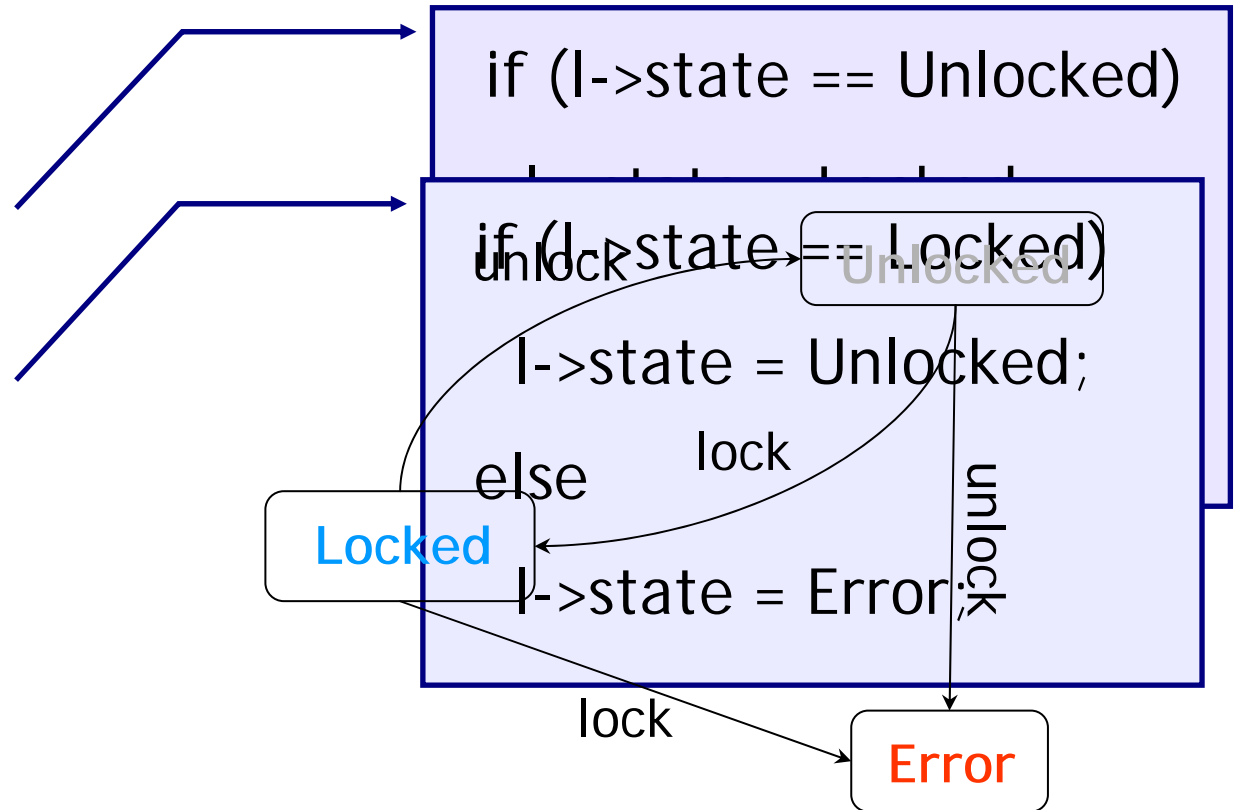 if (l->state == Unlocked)
if (l->state == Locked)
unlock
Unlocked
l->state = Unlocked;
lock
else
unlock
Locked
l->state = Error;
lock
Error